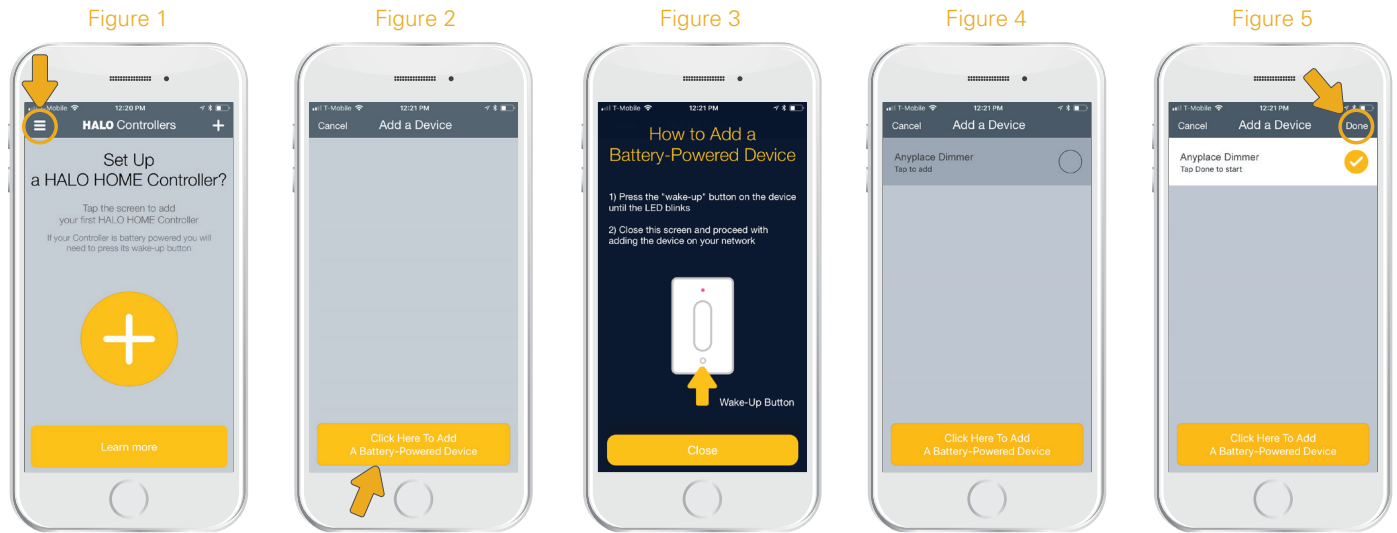 Figure 1
Mobile 12:20 PM
HALO Controllers
Set Up
a HALO HOME Controller?
Tap the screen to add
your first HALO HOME Controller
If your Controller is battery powered you will
need to press its wake-up button
Learn more
Figure 2
T-Mobile 12:21 PM
Cancel Add a Device
Click Here To Add
A Battery-Powered Device
Figure 3
T-Mobile 12:21 PM
How to Add a
Battery-Powered Device
1) Press the "wake-up" button on the device
until the LED blinks
2) Close this screen and proceed with
adding the device on your network
Wake-Up Button
Close
Figure 4
T-Mobile 12:21 PM
Cancel Add a Device
Anyplace Dimmer
Tap to add
Click Here To Add
A Battery-Powered Device
Figure 5
T-Mobile 12:21 PM
Cancel Add a Device Done
Anyplace Dimmer
Tap Done to start
Click Here To Add
A Battery-Powered Device